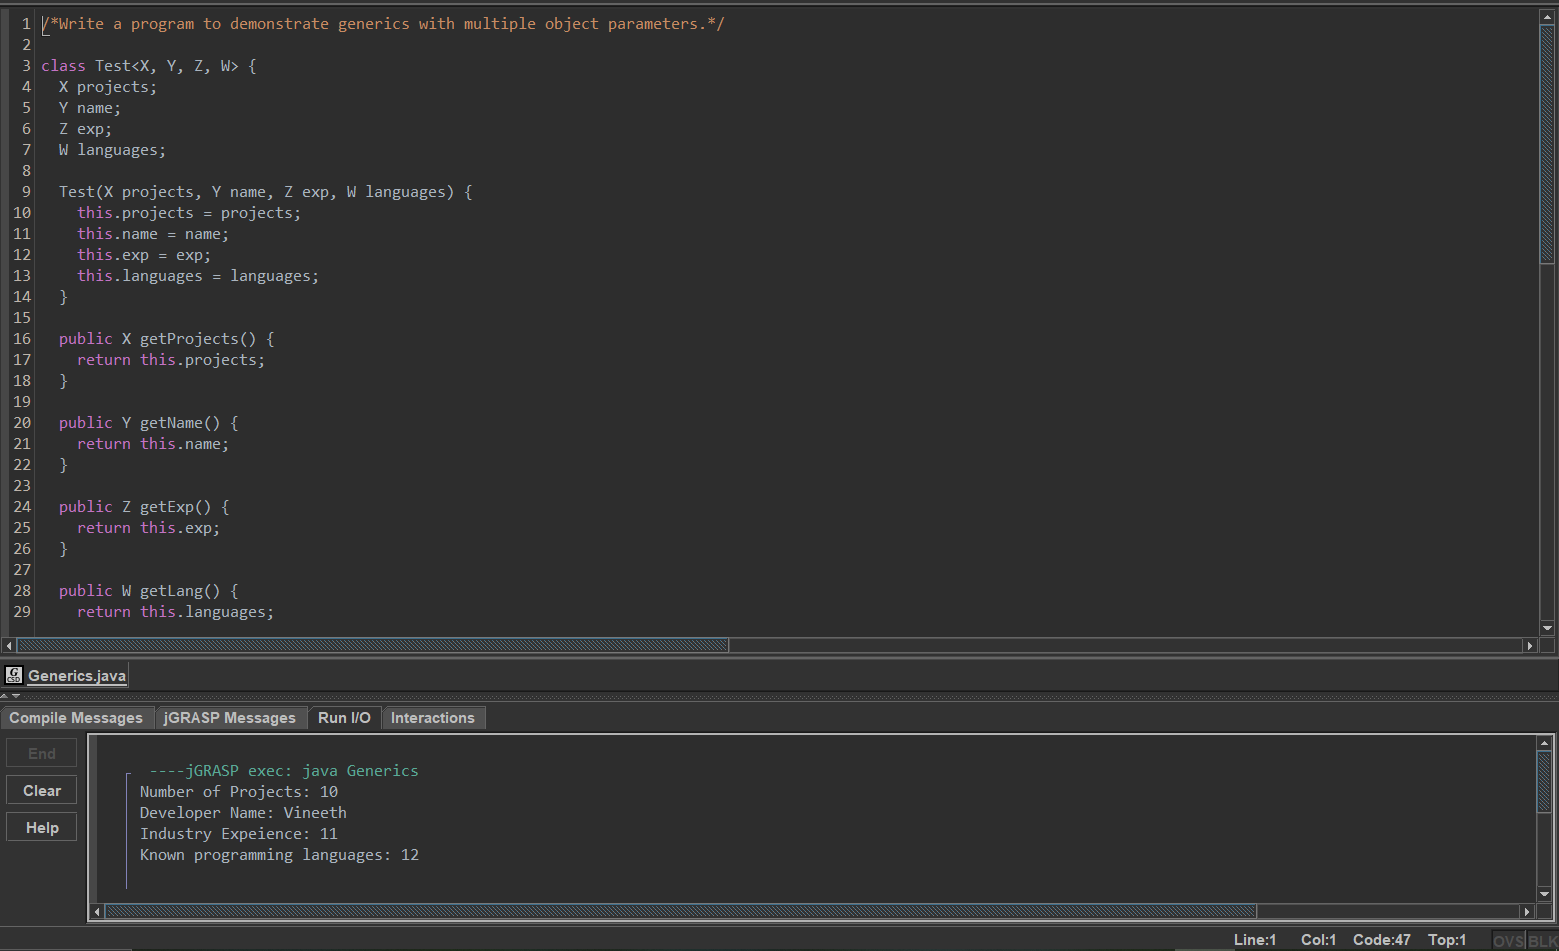 1 /*Write a program to demonstrate generics with multiple object parameters.*/
2
3 class Test<X, Y, Z, W> {
4   X projects;
5   Y name;
6   Z exp;
7   W languages;
8
9   Test(X projects, Y name, Z exp, W languages) {
10     this.projects = projects;
11     this.name = name;
12     this.exp = exp;
13     this.languages = languages;
14   }
15
16   public X getProjects() {
17     return this.projects;
18   }
19
20   public Y getName() {
21     return this.name;
22   }
23
24   public Z getExp() {
25     return this.exp;
26   }
27
28   public W getLang() {
29     return this.languages;
G
CSD Generics.java
Compile Messages jGRASP Messages Run I/O Interactions
End
Clear
Help
----jGRASP exec: java Generics
Number of Projects: 10
Developer Name: Vineeth
Industry Expeience: 11
Known programming languages: 12
Line:1 Col:1 Code:47 Top:1 OVS BLK